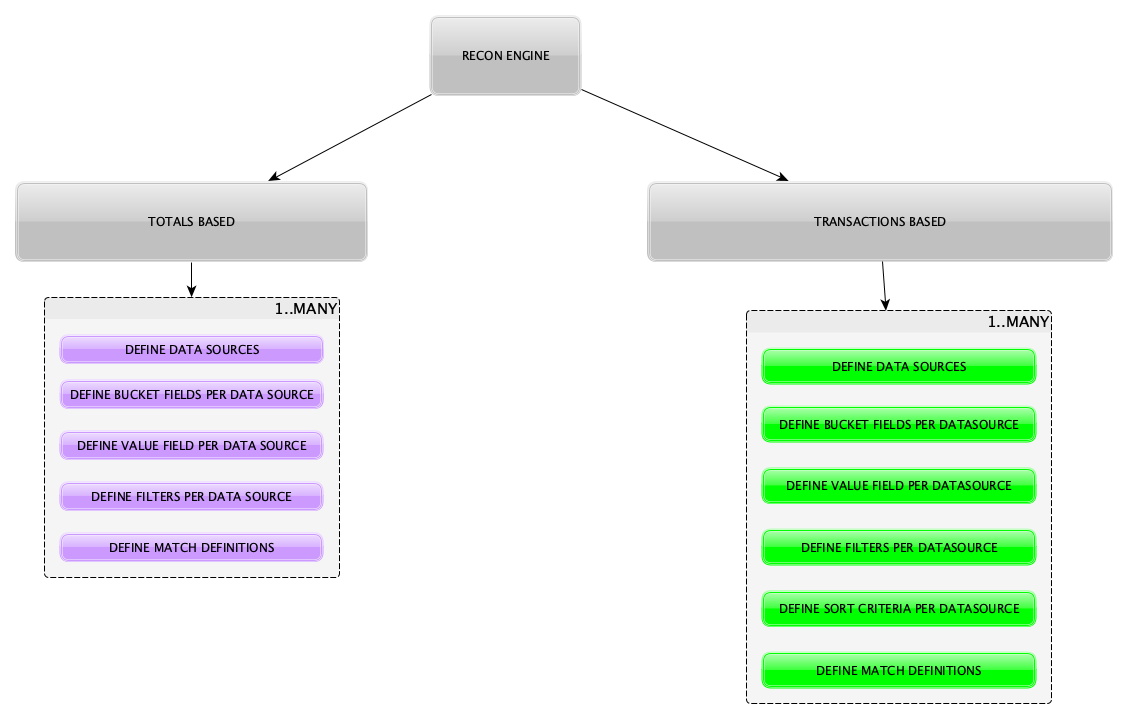 RECON ENGINE
TOTALS BASED
TRANSACTIONS BASED
1..MANY
DEFINE DATA SOURCES
DEFINE BUCKET FIELDS PER DATA SOURCE
DEFINE VALUE FIELD PER DATA SOURCE
DEFINE FILTERS PER DATA SOURCE
DEFINE MATCH DEFINITIONS
1..MANY
DEFINE DATA SOURCES
DEFINE BUCKET FIELDS PER DATASOURCE
DEFINE VALUE FIELD PER DATASOURCE
DEFINE FILTERS PER DATASOURCE
DEFINE SORT CRITERIA PER DATASOURCE
DEFINE MATCH DEFINITIONS